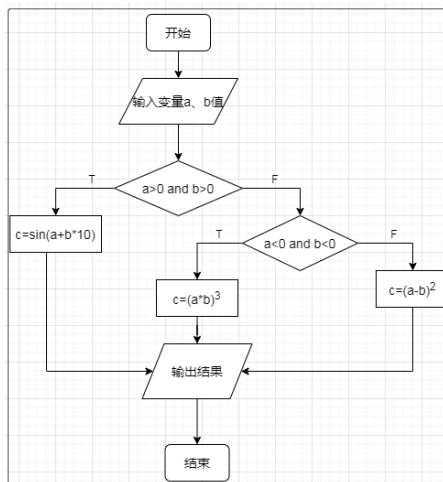 开始
输入变量a、b值
a>0 and b>0
T
F
c=sin(a+b*10)
a<0 and b<0
T
F
c=(a*b)³
c=(a-b)²
输出结果
结束